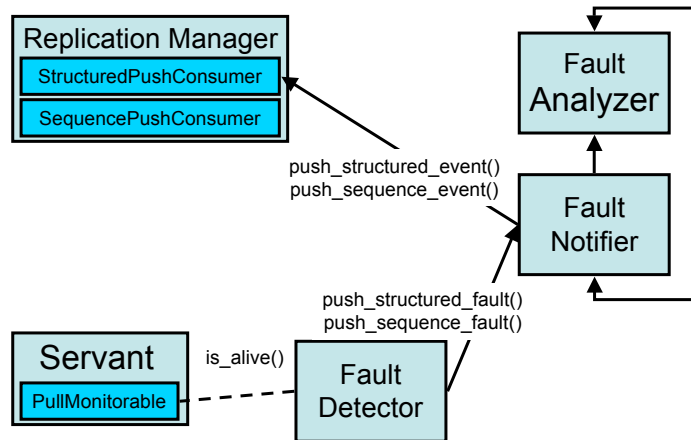 Replication Manager
StructuredPushConsumer
SequencePushConsumer
Fault
Analyzer
push_structured_event()
push_sequence_event()
Fault
Notifier
push_structured_fault()
push_sequence_fault()
Servant
PullMonitorable
is_alive()
Fault
Detector